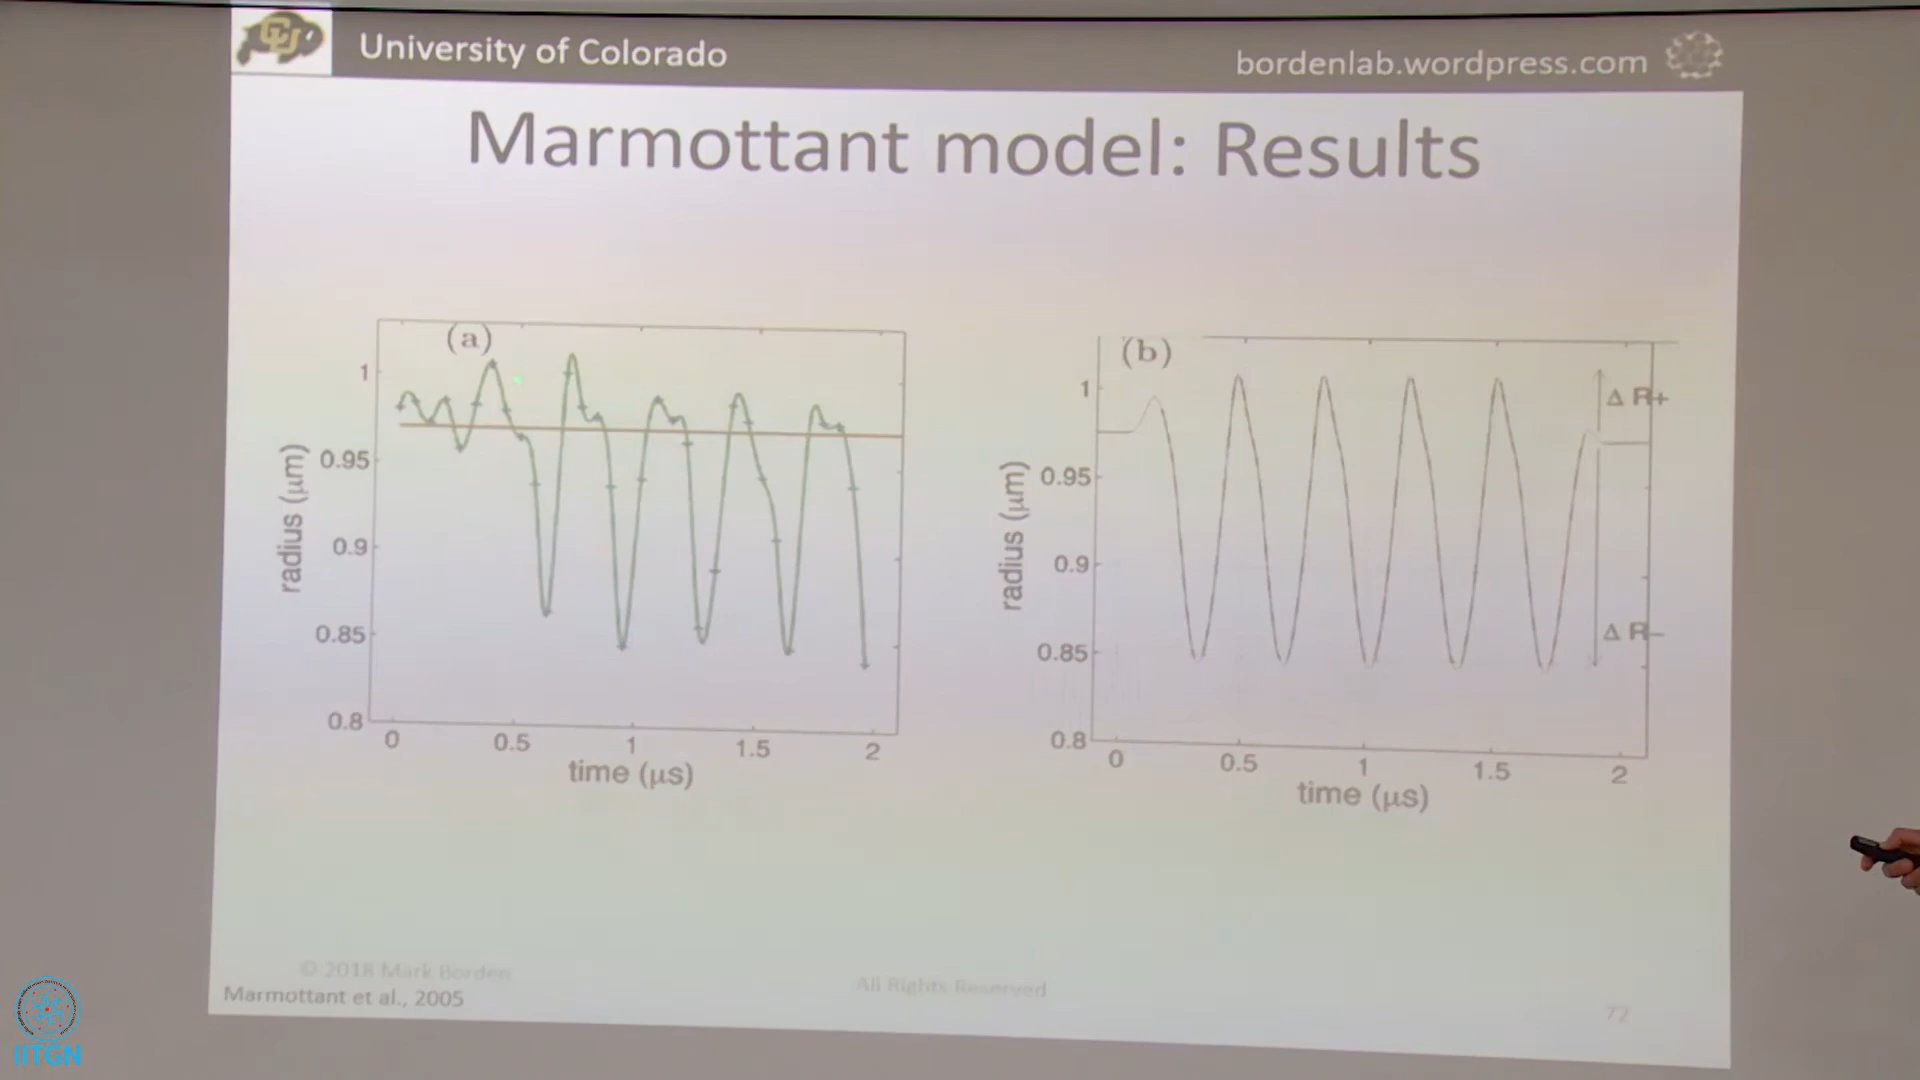 CU
University of Colorado
bordenlab.wordpress.com
Marmottant model: Results
(a)
1
0.95
0.9
0.85
0.8
radius (μm)
0 0.5 1 1.5 2
time (μs)
(b)
1
0.95
0.9
0.85
0.8
radius (μm)
Δ R+
Δ R−
0 0.5 1 1.5 2
time (μs)
© 2018 Mark Borden
All Rights Reserved
Marmottant et al., 2005
72
IITGN